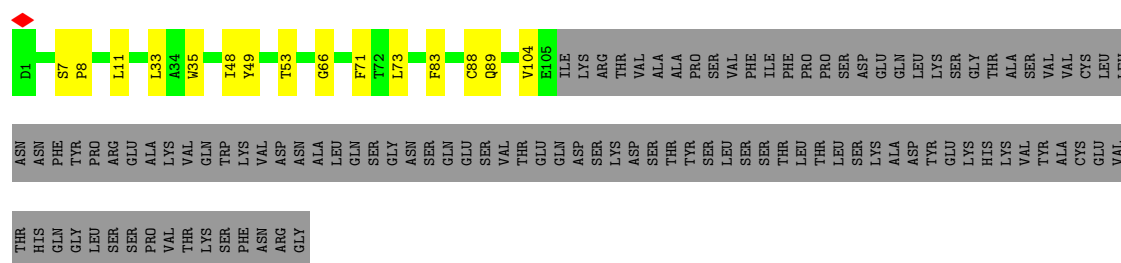 D1 S7 P8 L11 L33 A34 W35 I48 Y49 T53 G66 F71 T72 L73 F83 C88 Q89 V104 E105 ILE LYS ARG THR VAL ALA ALA PRO SER VAL PHE ILE PHE PRO PRO SER ASP GLU GLN LEU LYS SER GLY THR ALA SER VAL VAL CYS LEU LEU
ASN ASN PHE TYR PRO ARG GLU ALA LYS VAL GLN TRP LYS VAL ASP ASN ALA LEU GLN SER GLY ASN SER GLN GLU SER VAL THR GLU GLN ASP SER LYS ASP SER THR TYR SER LEU SER SER THR LEU THR LEU SER LYS ALA ASP TYR GLU LYS HIS LYS VAL TYR ALA CYS GLU VAL
THR HIS GLN GLY LEU SER SER PRO VAL THR LYS SER PHE ASN ARG GLY